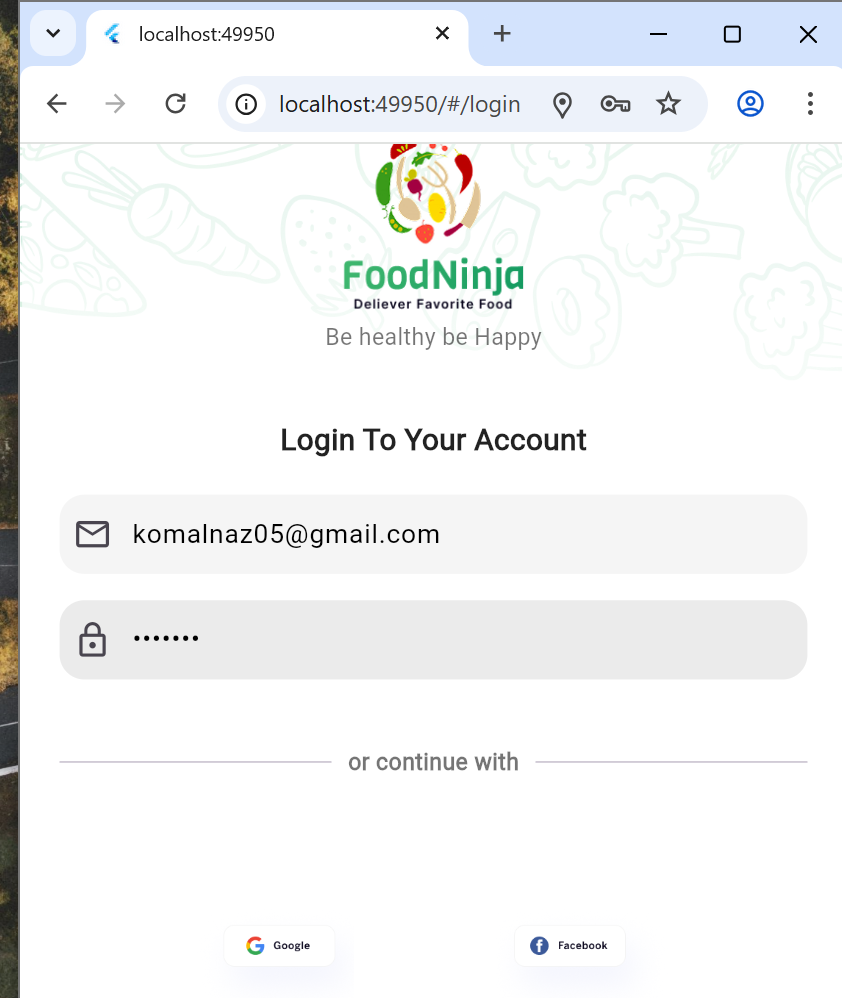 localhost:49950
localhost:49950/#/login
FoodNinja
Deliever Favorite Food
Be healthy be Happy
Login To Your Account
komalnaz05@gmail.com
•••••••
or continue with
Google
Facebook